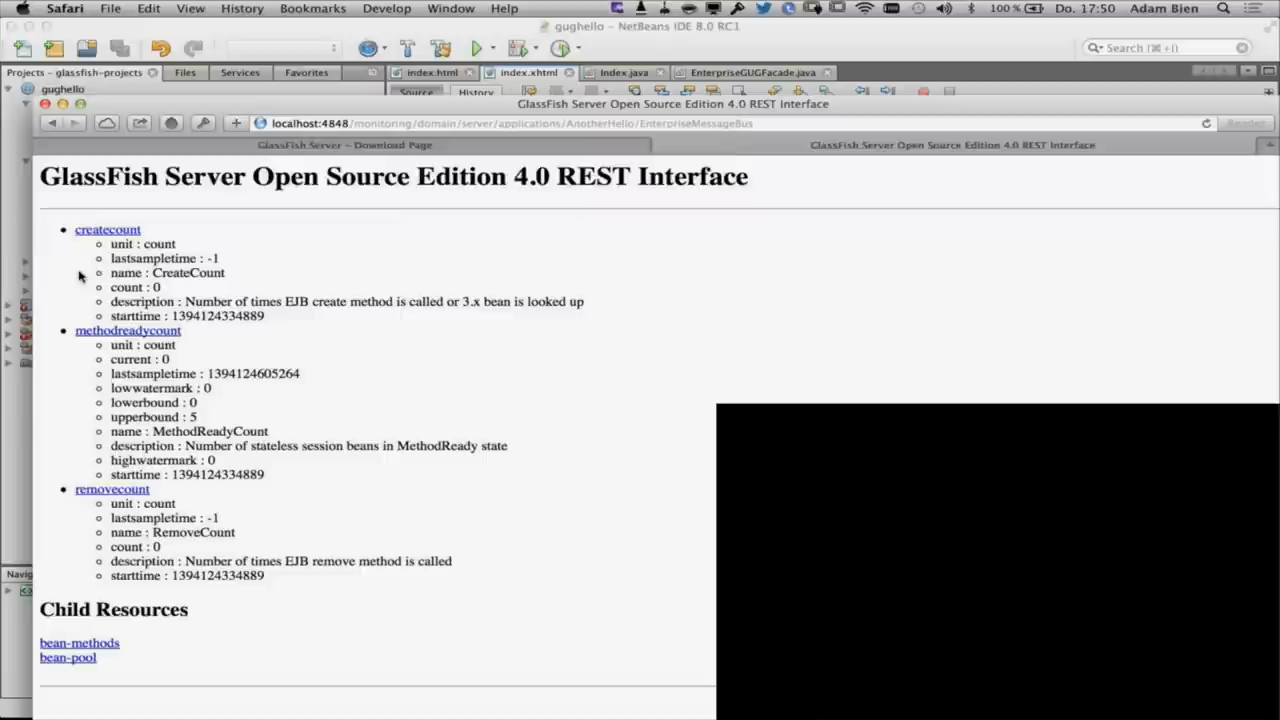 Safari File Edit View History Bookmarks Develop Window Help 100 % Do. 17:50 Adam Bien
gughello – NetBeans IDE 8.0 RC1
Search (⌘+I)
Projects - glassfish-projects Files Services Favorites index.html index.xhtml Index.java EnterpriseGUGFacade.java
gughello Source History
GlassFish Server Open Source Edition 4.0 REST Interface
localhost:4848/monitoring/domain/server/applications/AnotherHello/EnterpriseMessageBus Reader
GlassFish Server – Download Page GlassFish Server Open Source Edition 4.0 REST Interface
GlassFish Server Open Source Edition 4.0 REST Interface
createcount
unit : count
lastsampletime : -1
name : CreateCount
count : 0
description : Number of times EJB create method is called or 3.x bean is looked up
starttime : 1394124334889
methodreadycount
unit : count
current : 0
lastsampletime : 1394124605264
lowwatermark : 0
lowerbound : 0
upperbound : 5
name : MethodReadyCount
description : Number of stateless session beans in MethodReady state
highwatermark : 0
starttime : 1394124334889
removecount
unit : count
lastsampletime : -1
name : RemoveCount
count : 0
description : Number of times EJB remove method is called
starttime : 1394124334889
Navig
Child Resources
bean-methods
bean-pool